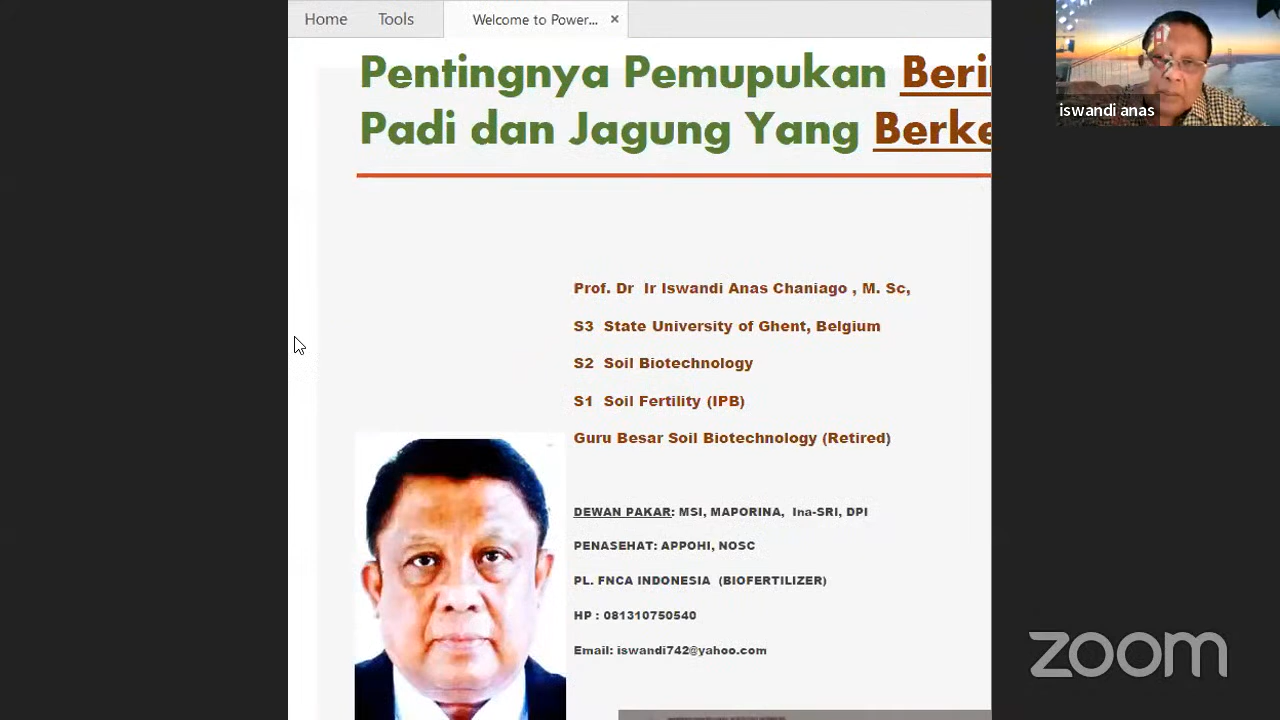 Home Tools Welcome to Power... ×
Pentingnya Pemupukan
Padi dan Jagung Yang
iswandi anas
Prof. Dr Ir Iswandi Anas Chaniago , M. Sc,
S3 State University of Ghent, Belgium
S2 Soil Biotechnology
S1 Soil Fertility (IPB)
Guru Besar Soil Biotechnology (Retired)
DEWAN PAKAR: MSI, MAPORINA, Ina-SRI, DPI
PENASEHAT: APPOHI, NOSC
PL. FNCA INDONESIA (BIOFERTILIZER)
HP : 081310750540
Email: iswandi742@yahoo.com
zoom